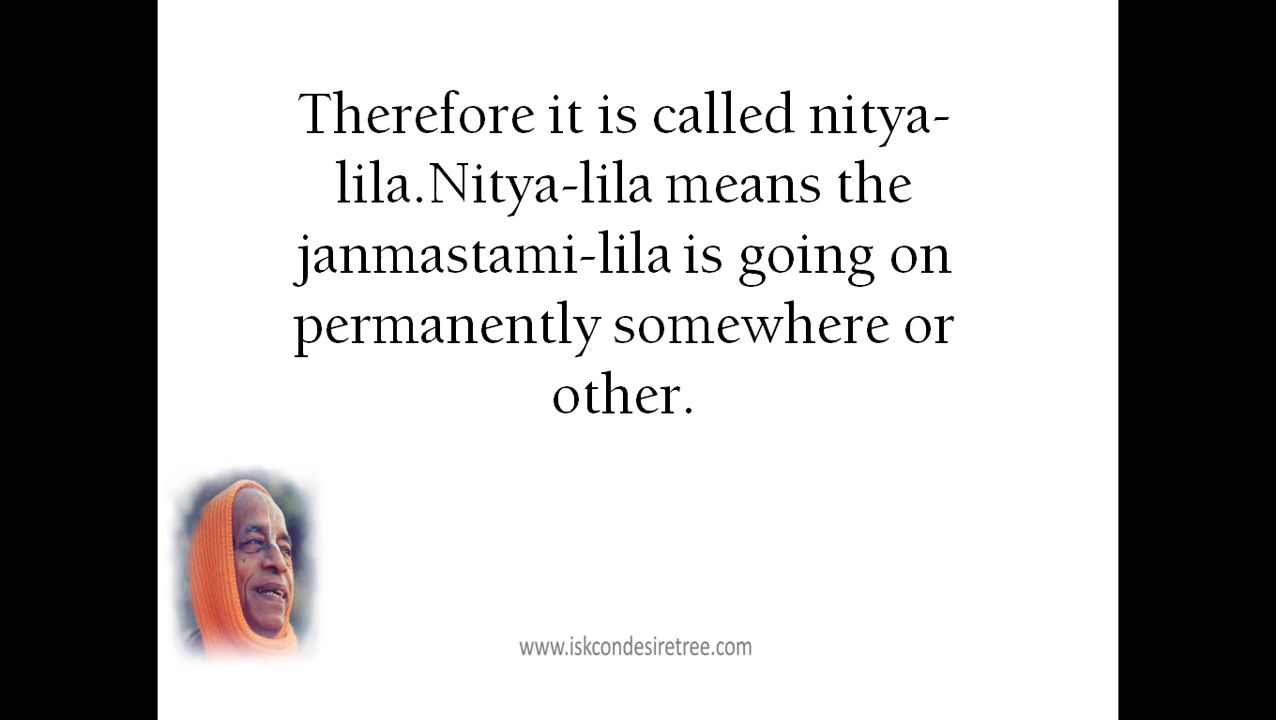 Therefore it is called nitya-
lila.Nitya-lila means the
janmastami-lila is going on
permanently somewhere or
other.
www.iskcondesiretree.com